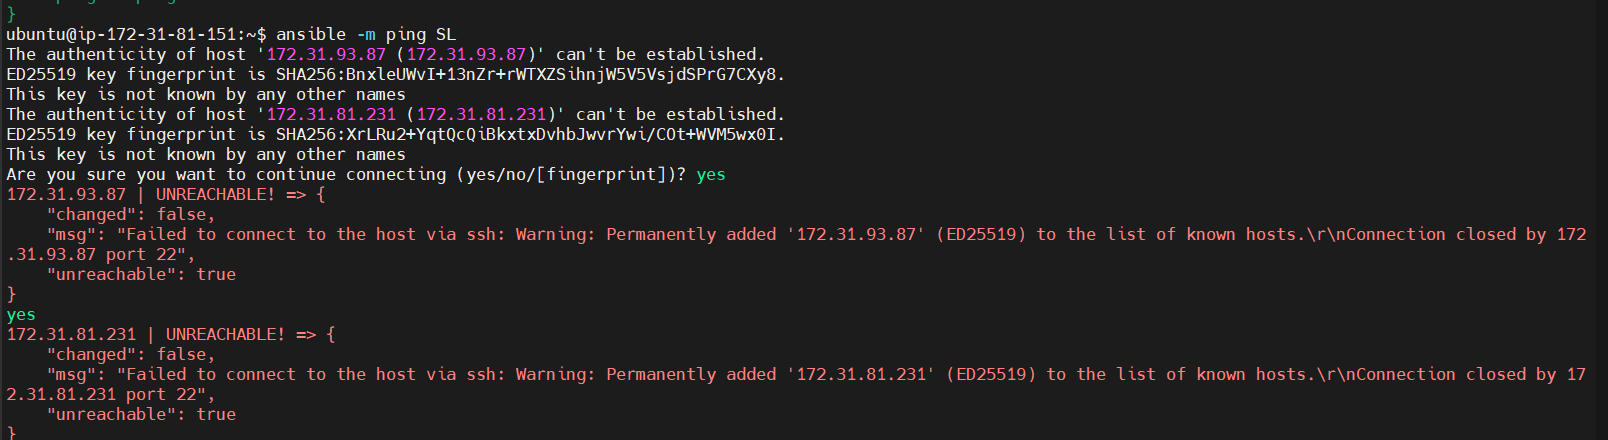 }
ubuntu@ip-172-31-81-151:~$ ansible -m ping SL
The authenticity of host '172.31.93.87 (172.31.93.87)' can't be established.
ED25519 key fingerprint is SHA256:BnxleUWvI+13nZr+rWTXZSihnjW5V5VsjdSPrG7CXy8.
This key is not known by any other names
The authenticity of host '172.31.81.231 (172.31.81.231)' can't be established.
ED25519 key fingerprint is SHA256:XrLRu2+YqtQcQiBkxtxDvhbJwvrYwi/COt+WVM5wx0I.
This key is not known by any other names
Are you sure you want to continue connecting (yes/no/[fingerprint])? yes
172.31.93.87 | UNREACHABLE! => {
    "changed": false,
    "msg": "Failed to connect to the host via ssh: Warning: Permanently added '172.31.93.87' (ED25519) to the list of known hosts.\r\nConnection closed by 172
.31.93.87 port 22",
    "unreachable": true
}
yes
172.31.81.231 | UNREACHABLE! => {
    "changed": false,
    "msg": "Failed to connect to the host via ssh: Warning: Permanently added '172.31.81.231' (ED25519) to the list of known hosts.\r\nConnection closed by 17
2.31.81.231 port 22",
    "unreachable": true
}